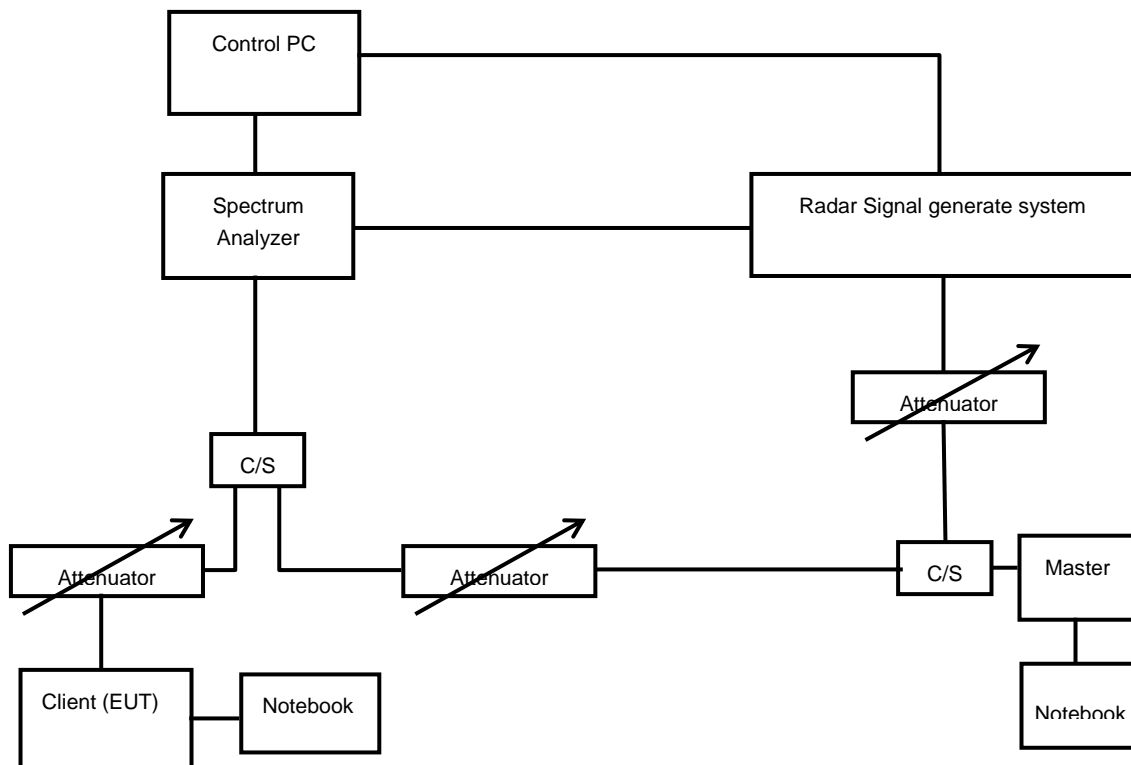 Control PC
Spectrum
Analyzer
Radar Signal generate system
Attenuator
C/S
Attenuator
Attenuator
C/S
Master
Client (EUT)
Notebook
Notebook